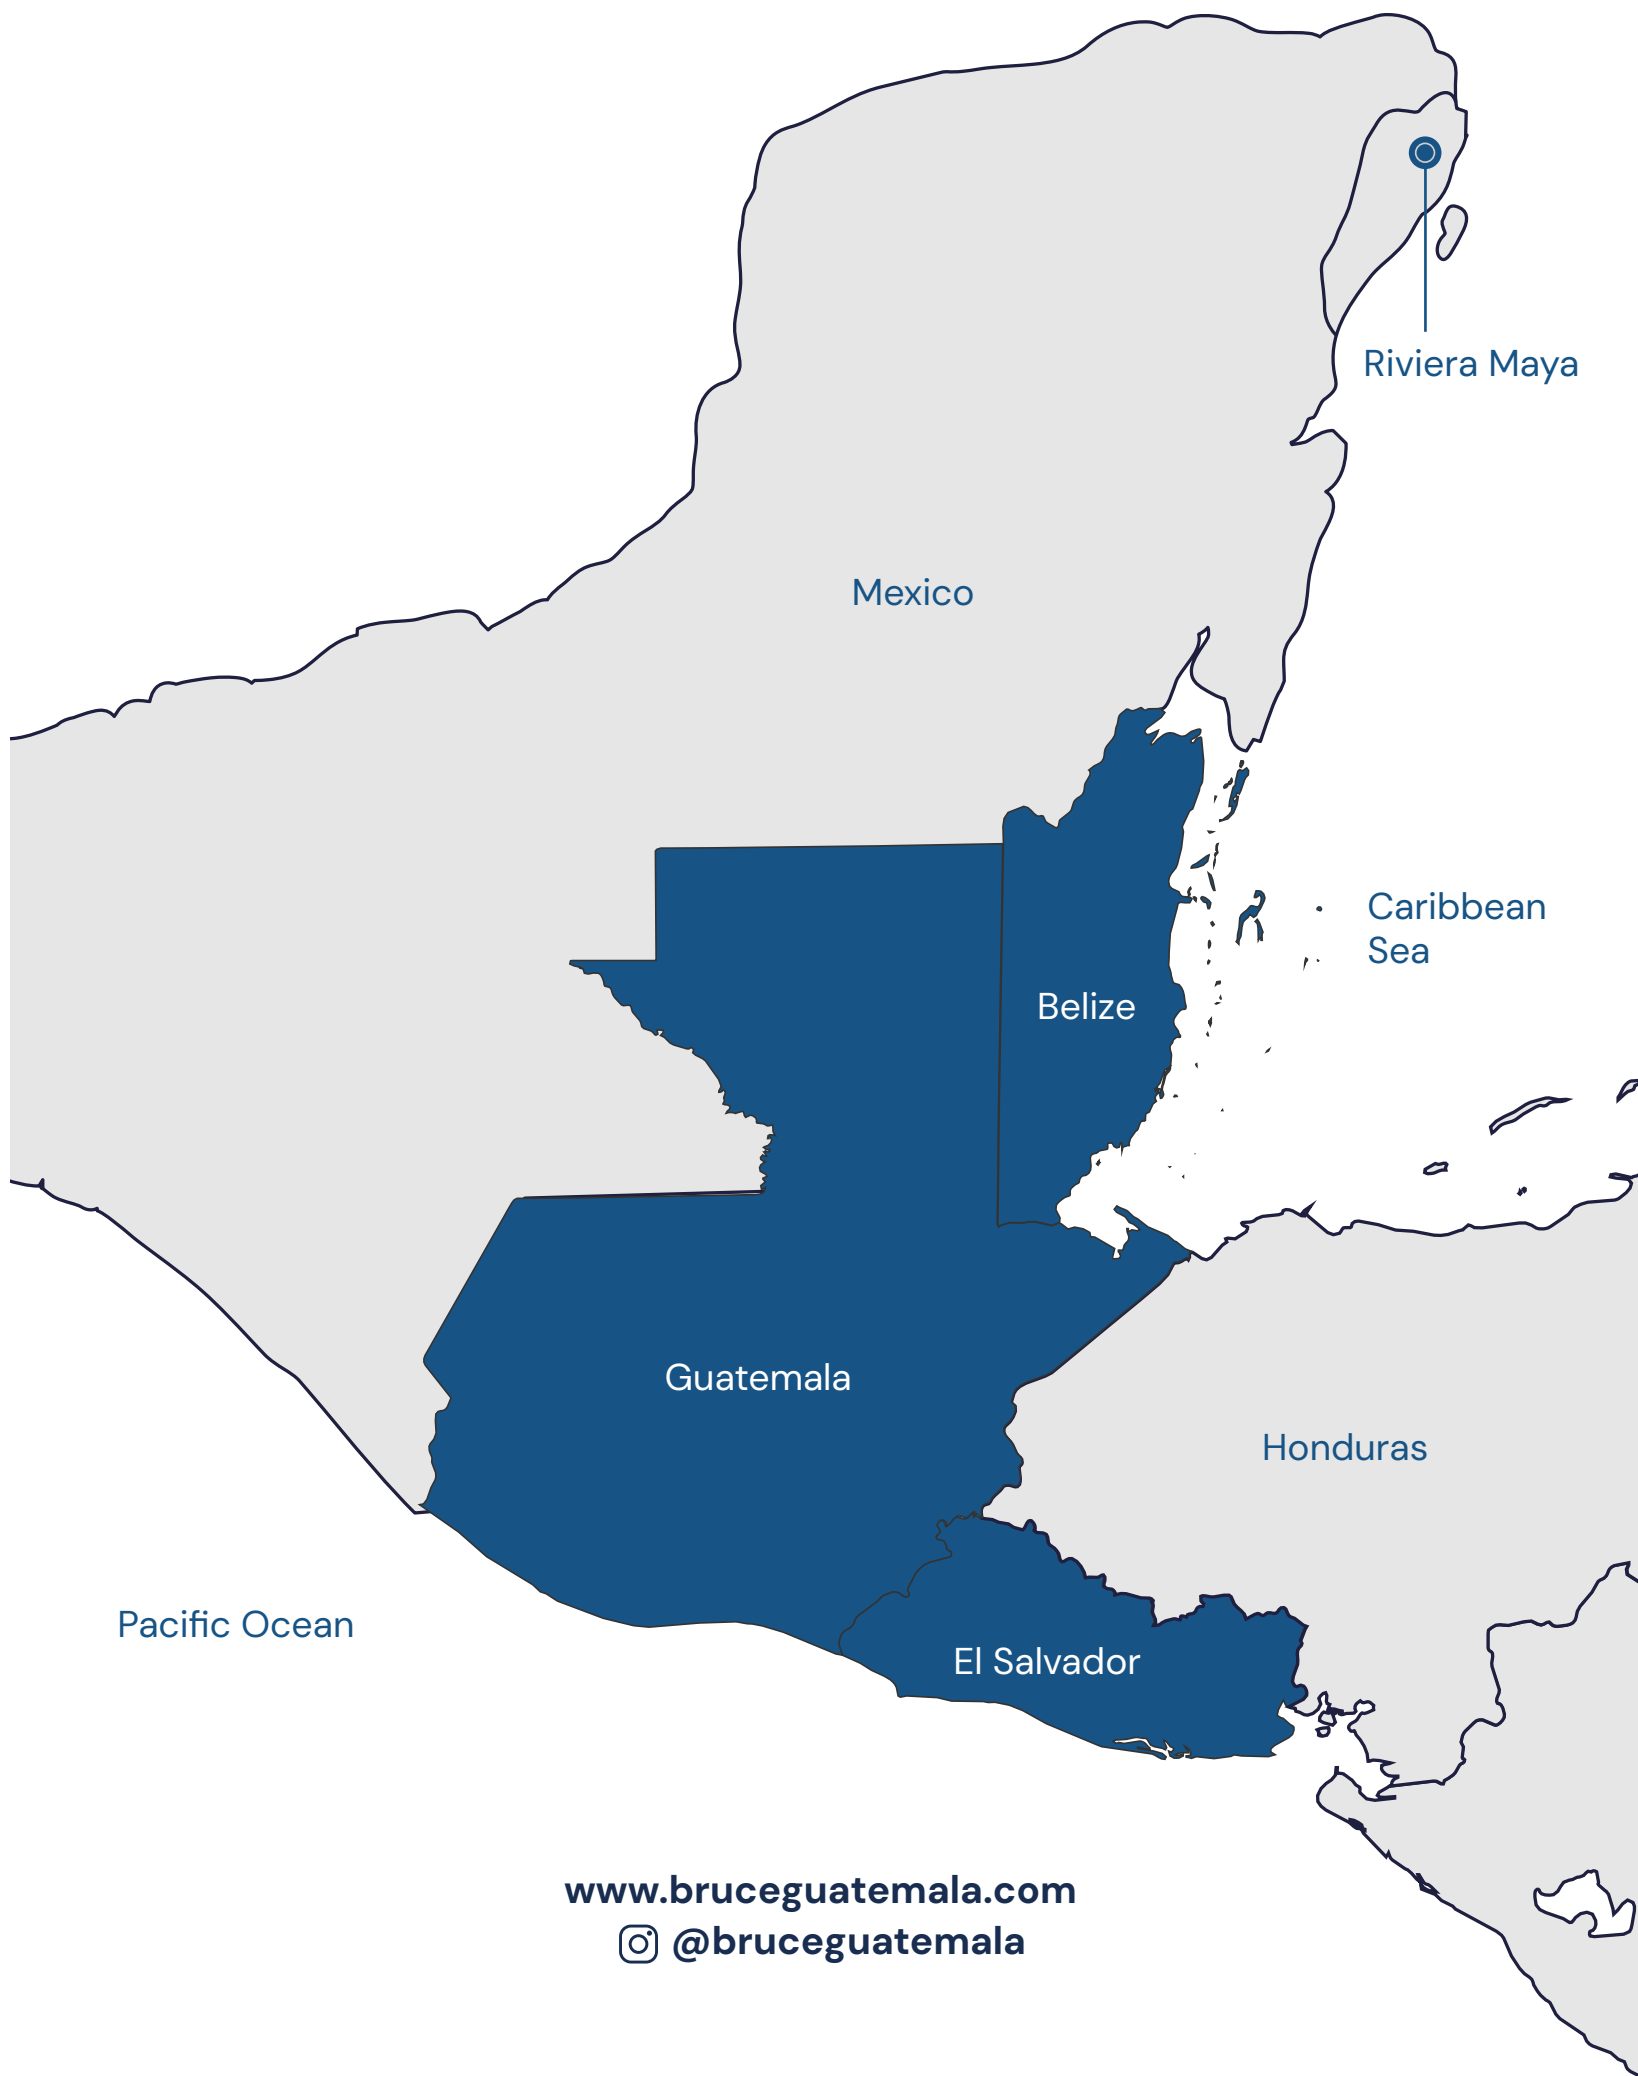 Riviera Maya
Mexico
Caribbean
Sea
Belize
Guatemala
Honduras
Pacific Ocean
El Salvador
www.bruceguatemala.com
@bruceguatemala